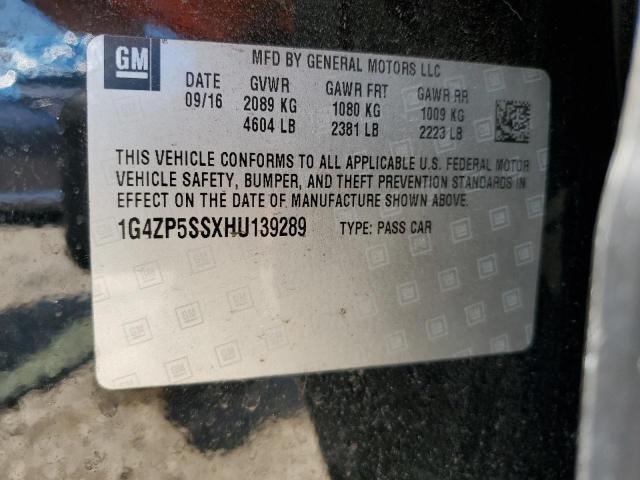 GM
MFD BY GENERAL MOTORS LLC
DATE GVWR GAWR FRT GAWR RR
09/16 2089 KG 1080 KG 1009 KG
4604 LB 2381 LB 2223 LB
THIS VEHICLE CONFORMS TO ALL APPLICABLE U.S. FEDERAL MOTOR
VEHICLE SAFETY, BUMPER, AND THEFT PREVENTION STANDARDS IN
EFFECT ON THE DATE OF MANUFACTURE SHOWN ABOVE.
1G4ZP5SSXHU139289 TYPE: PASS CAR